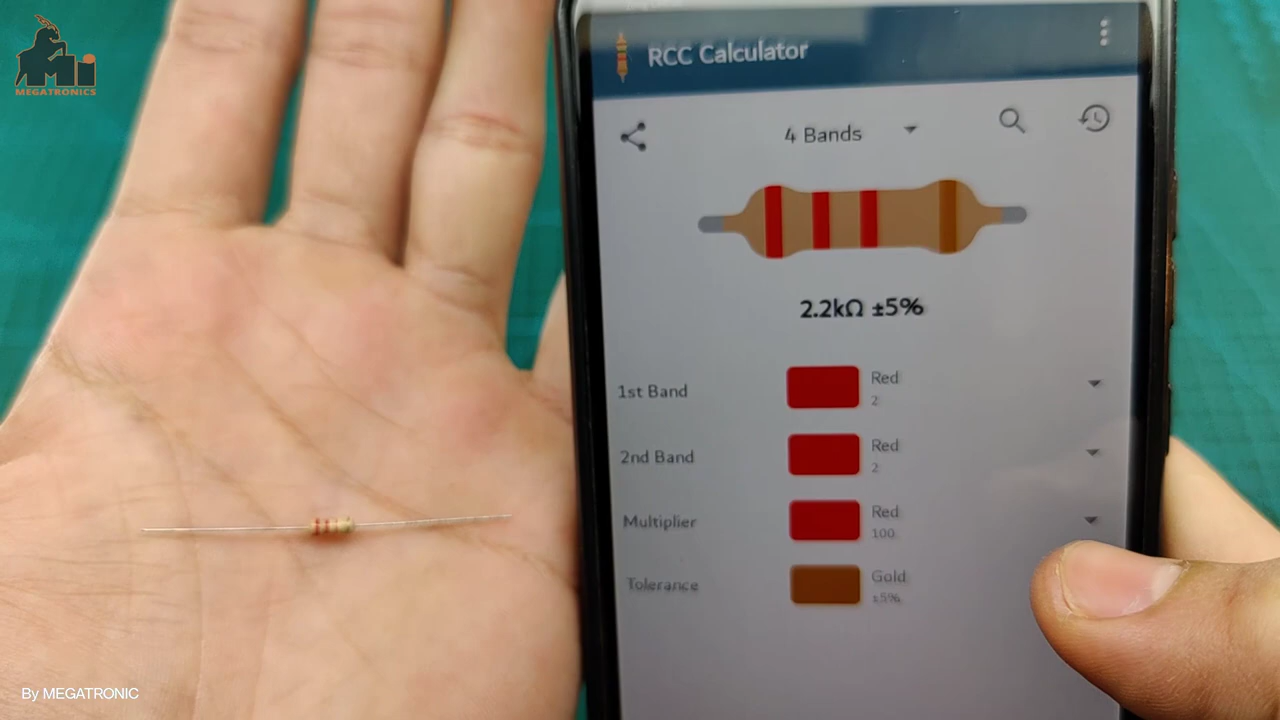 MEGATRONICS
RCC Calculator
4 Bands
2.2kΩ ±5%
1st Band
Red
2
2nd Band
Red
2
Multiplier
Red
100
Tolerance
Gold
±5%
By MEGATRONIC